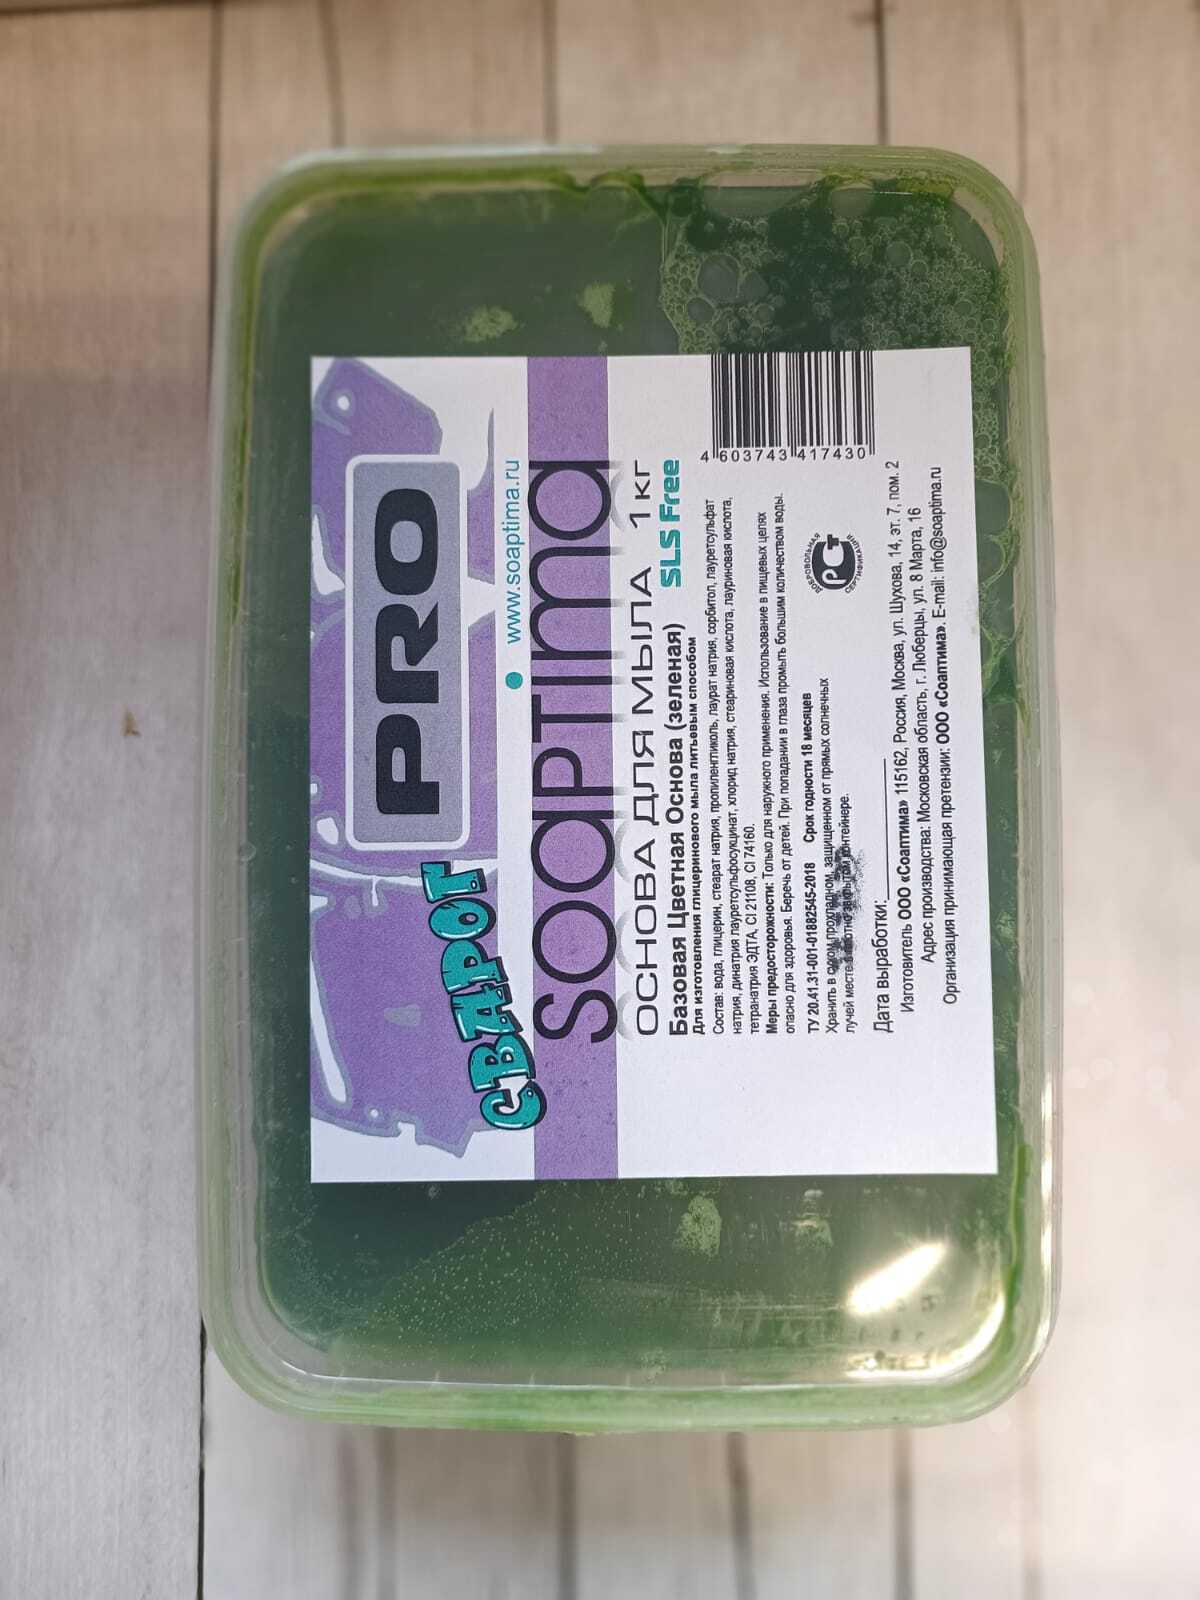 СВАРОГ
PRO
www.soaptima.ru
soaptima
ОСНОВА ДЛЯ МЫЛА 1 КГ
Базовая Цветная Основа (зеленая) SLS Free
Для изготовления глицеринового мыла литьевым способом
Состав: вода, глицерин, стеарат натрия, пропиленгликоль, лаурат натрия, сорбитол, лауретсульфат
натрия, динатрия лауретсульфосукцинат, хлорид натрия, стеариновая кислота, лауриновая кислота,
тетранатрия ЭДТА, CI 21108, CI 74160.
Меры предосторожности: Только для наружного применения. Использование в пищевых целях
опасно для здоровья. Беречь от детей. При попадании в глаза промыть большим количеством воды.
ТУ 20.41.31-001-01882545-2018 Срок годности 18 месяцев
Хранить в сухом прохладном, защищенном от прямых солнечных
лучей месте в плотно закрытом контейнере.
Дата выработки:
Изготовитель ООО «Соаптима» 115162, Россия, Москва, ул. Шухова, 14, эт. 7, пом. 2
Адрес производства: Московская область, г. Люберцы, ул. 8 Марта, 16
Организация принимающая претензии: ООО «Соаптима». E-mail: info@soaptima.ru
4 603743 417430
ДОБРОВОЛЬНАЯ
РСТ
СЕРТИФИКАЦИЯ